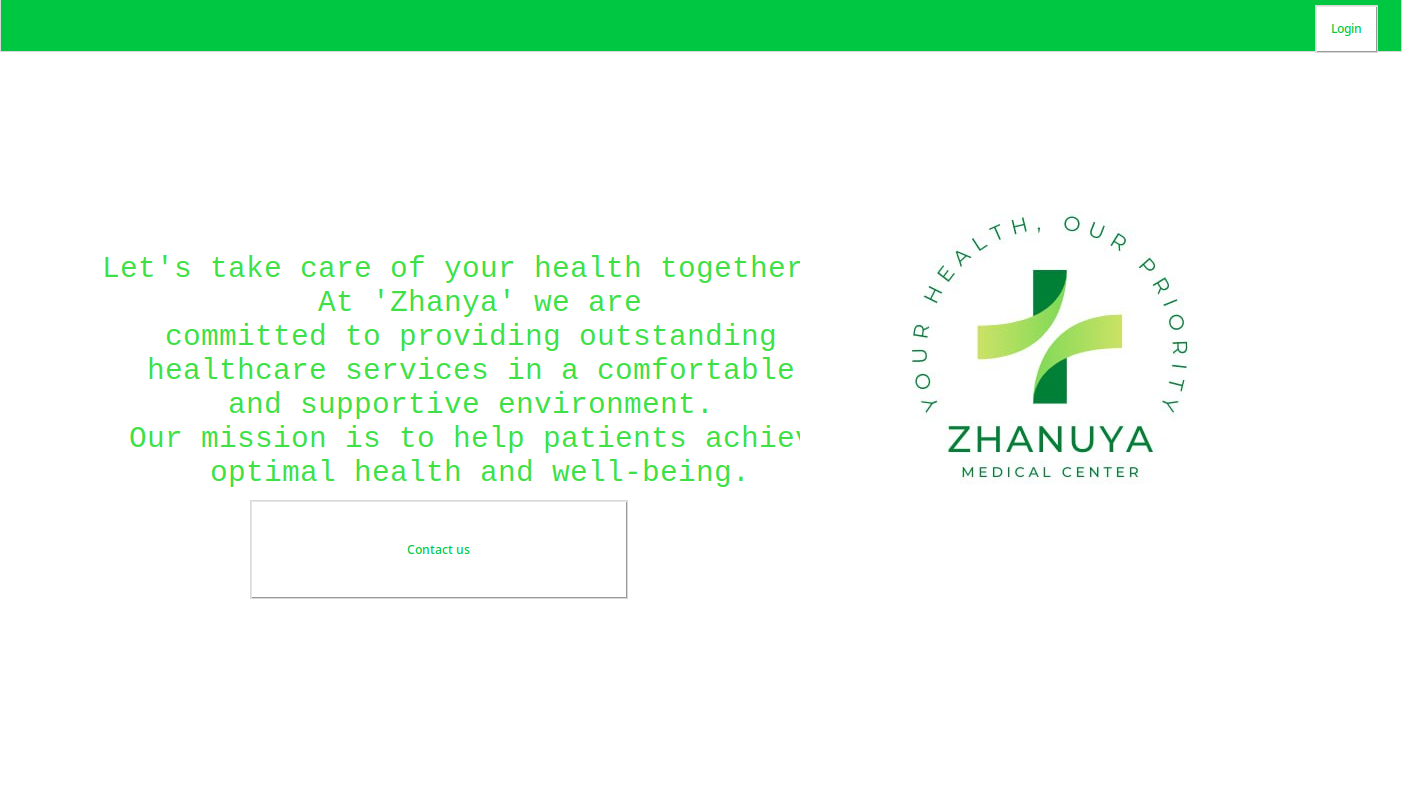 Login
Let's take care of your health together
At 'Zhanya' we are
committed to providing outstanding
healthcare services in a comfortable
and supportive environment.
Our mission is to help patients
optimal health and well-being.
Contact us
YOUR HEALTH, OUR PRIORITY
ZHANUYA
MEDICAL CENTER